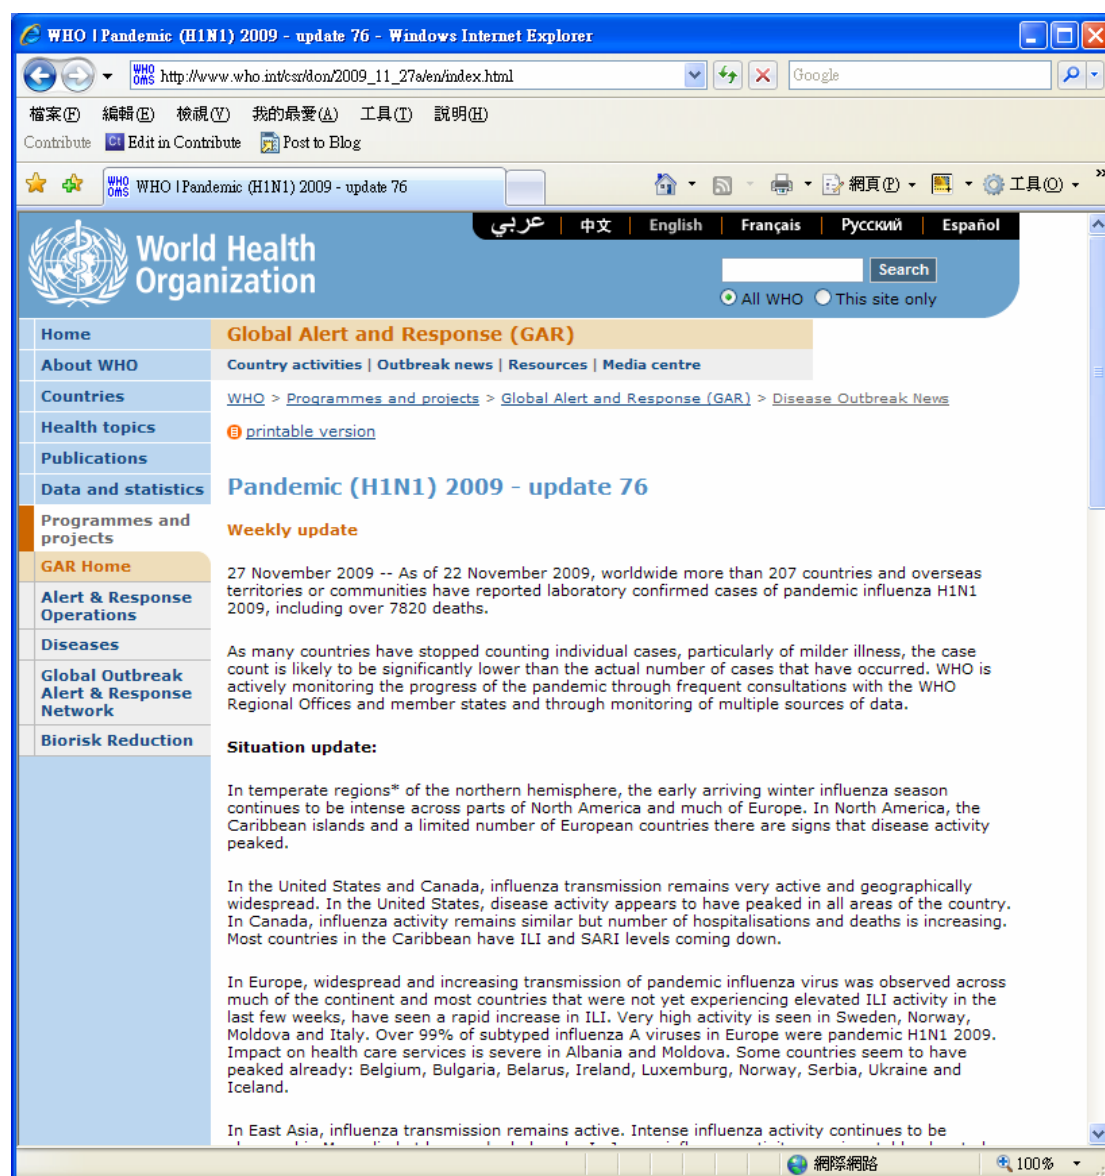 WHO | Pandemic (H1N1) 2009 - update 76 - Windows Internet Explorer
WHO OMS http://www.who.int/csr/don/2009_11_27a/en/index.html
Google
檔案(F) 編輯(E) 檢視(V) 我的最愛(A) 工具(T) 說明(H)
Contribute Ct Edit in Contribute Post to Blog
WHO OMS WHO | Pandemic (H1N1) 2009 - update 76
網頁(P) 工具(O) »
عربي | 中文 | English | Français | Русский | Español
World Health
Organization
Search
All WHO This site only
Home
About WHO
Countries
Health topics
Publications
Data and statistics
Programmes and
projects
GAR Home
Alert & Response
Operations
Diseases
Global Outbreak
Alert & Response
Network
Biorisk Reduction
Global Alert and Response (GAR)
Country activities | Outbreak news | Resources | Media centre
WHO > Programmes and projects > Global Alert and Response (GAR) > Disease Outbreak News
printable version
Pandemic (H1N1) 2009 - update 76
Weekly update
27 November 2009 -- As of 22 November 2009, worldwide more than 207 countries and overseas
territories or communities have reported laboratory confirmed cases of pandemic influenza H1N1
2009, including over 7820 deaths.
As many countries have stopped counting individual cases, particularly of milder illness, the case
count is likely to be significantly lower than the actual number of cases that have occurred. WHO is
actively monitoring the progress of the pandemic through frequent consultations with the WHO
Regional Offices and member states and through monitoring of multiple sources of data.
Situation update:
In temperate regions* of the northern hemisphere, the early arriving winter influenza season
continues to be intense across parts of North America and much of Europe. In North America, the
Caribbean islands and a limited number of European countries there are signs that disease activity
peaked.
In the United States and Canada, influenza transmission remains very active and geographically
widespread. In the United States, disease activity appears to have peaked in all areas of the country.
In Canada, influenza activity remains similar but number of hospitalisations and deaths is increasing.
Most countries in the Caribbean have ILI and SARI levels coming down.
In Europe, widespread and increasing transmission of pandemic influenza virus was observed across
much of the continent and most countries that were not yet experiencing elevated ILI activity in the
last few weeks, have seen a rapid increase in ILI. Very high activity is seen in Sweden, Norway,
Moldova and Italy. Over 99% of subtyped influenza A viruses in Europe were pandemic H1N1 2009.
Impact on health care services is severe in Albania and Moldova. Some countries seem to have
peaked already: Belgium, Bulgaria, Belarus, Ireland, Luxemburg, Norway, Serbia, Ukraine and
Iceland.
In East Asia, influenza transmission remains active. Intense influenza activity continues to be
網際網路 100%